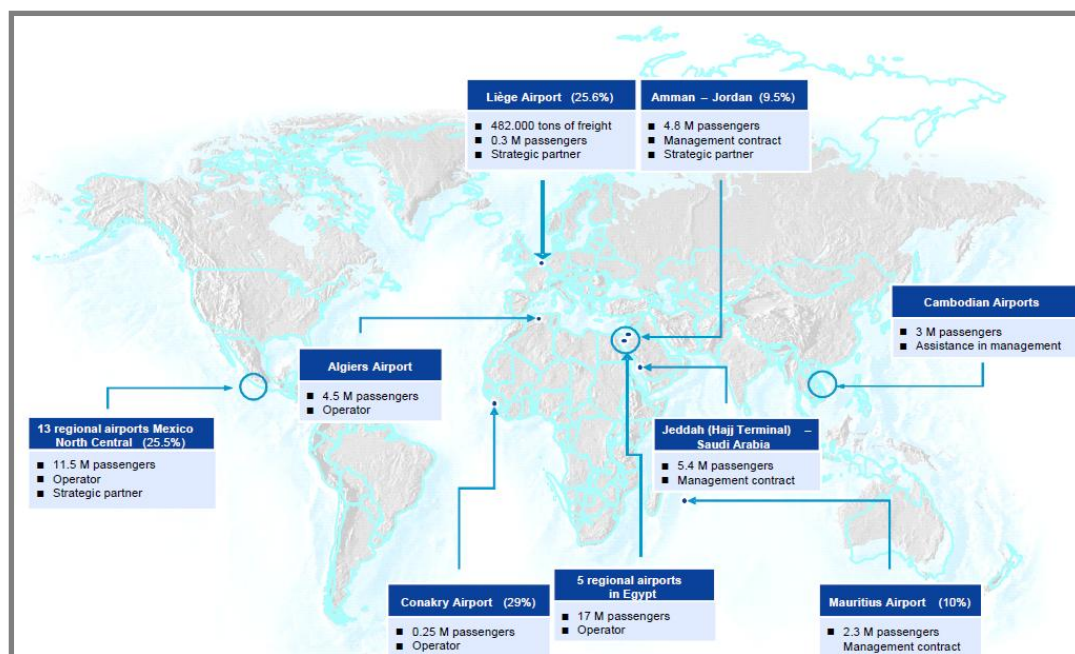 Liège Airport (25.6%)
■ 482.000 tons of freight
■ 0.3 M passengers
■ Strategic partner
Amman – Jordan (9.5%)
■ 4.8 M passengers
■ Management contract
■ Strategic partner
Cambodian Airports
■ 3 M passengers
■ Assistance in management
Algiers Airport
■ 4.5 M passengers
■ Operator
13 regional airports Mexico
North Central (25.5%)
■ 11.5 M passengers
■ Operator
■ Strategic partner
Jeddah (Hajj Terminal) –
Saudi Arabia
■ 5.4 M passengers
■ Management contract
Conakry Airport (29%)
■ 0.25 M passengers
■ Operator
5 regional airports
in Egypt
■ 17 M passengers
■ Operator
Mauritius Airport (10%)
■ 2.3 M passengers
Management contract